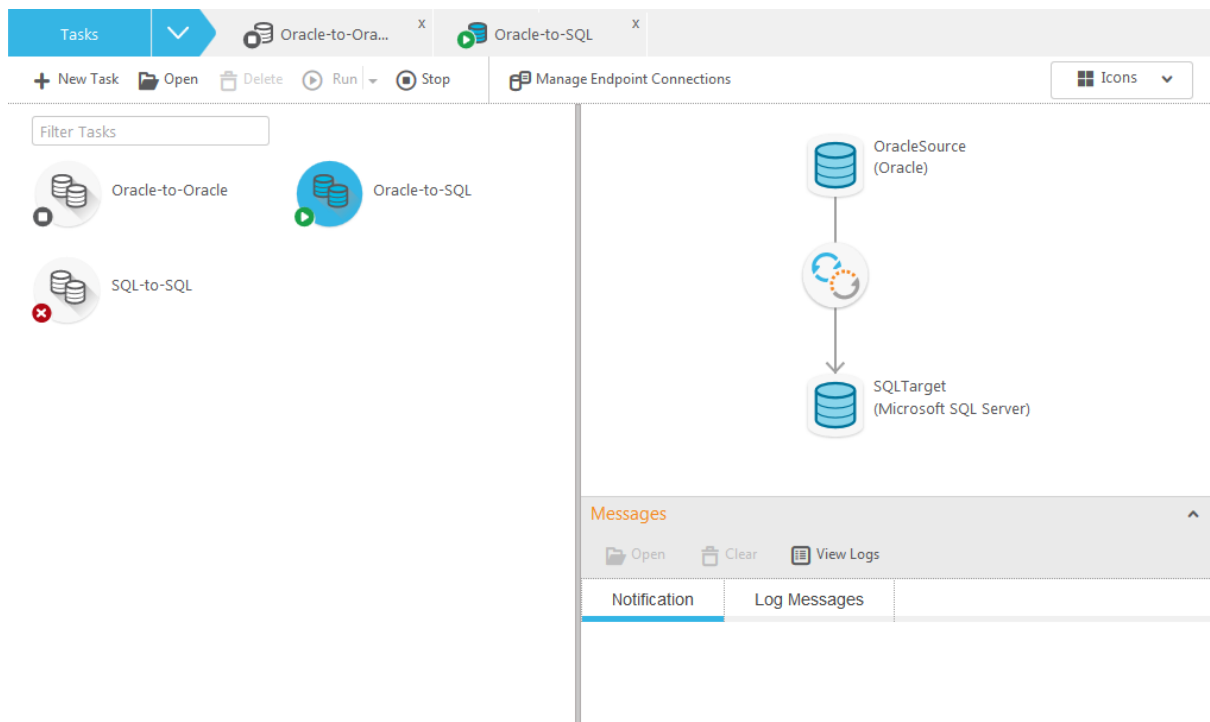 Tasks
Oracle-to-Ora... x
Oracle-to-SQL x
New Task Open Delete Run Stop Manage Endpoint Connections Icons
Filter Tasks
Oracle-to-Oracle
Oracle-to-SQL
SQL-to-SQL
OracleSource
(Oracle)
SQLTarget
(Microsoft SQL Server)
Messages
Open Clear View Logs
Notification Log Messages